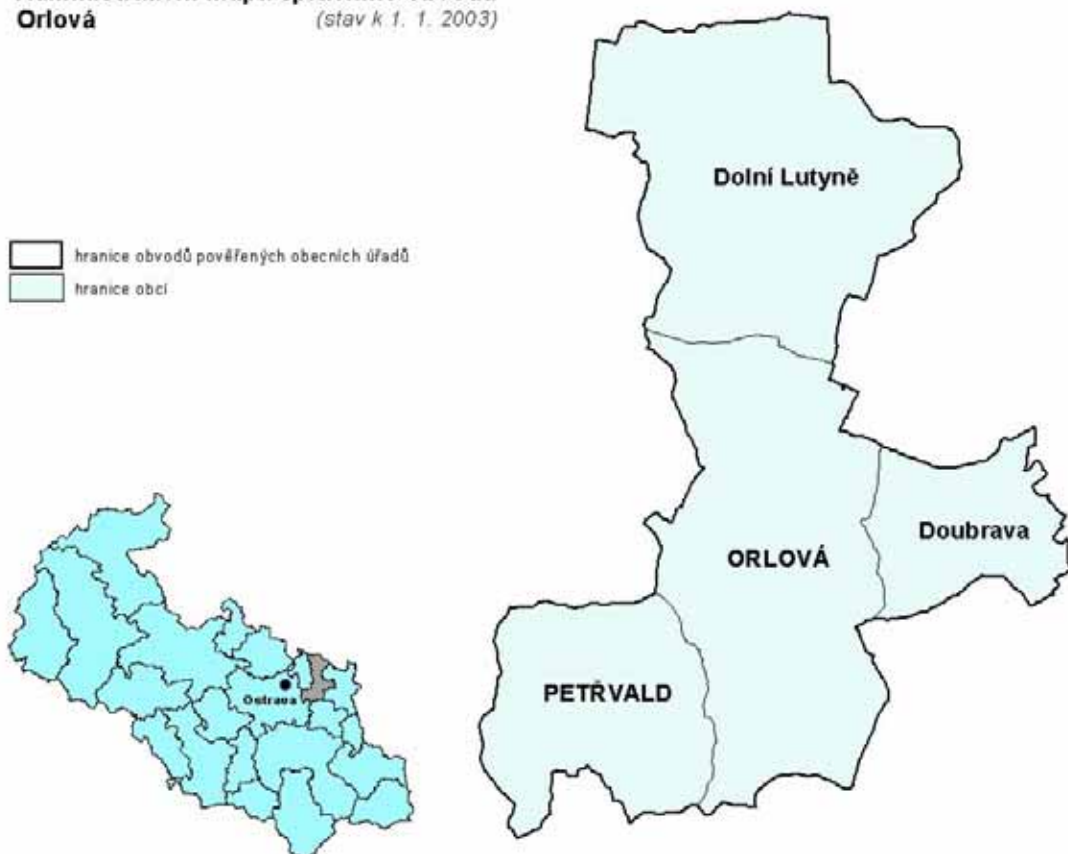 Orlová
(stav k 1. 1. 2003)
hranice obvodů pověřených obecních úřadů
hranice obcí
Dolní Lutyně
Doubrava
ORLOVÁ
PETŘVALD
Ostrava